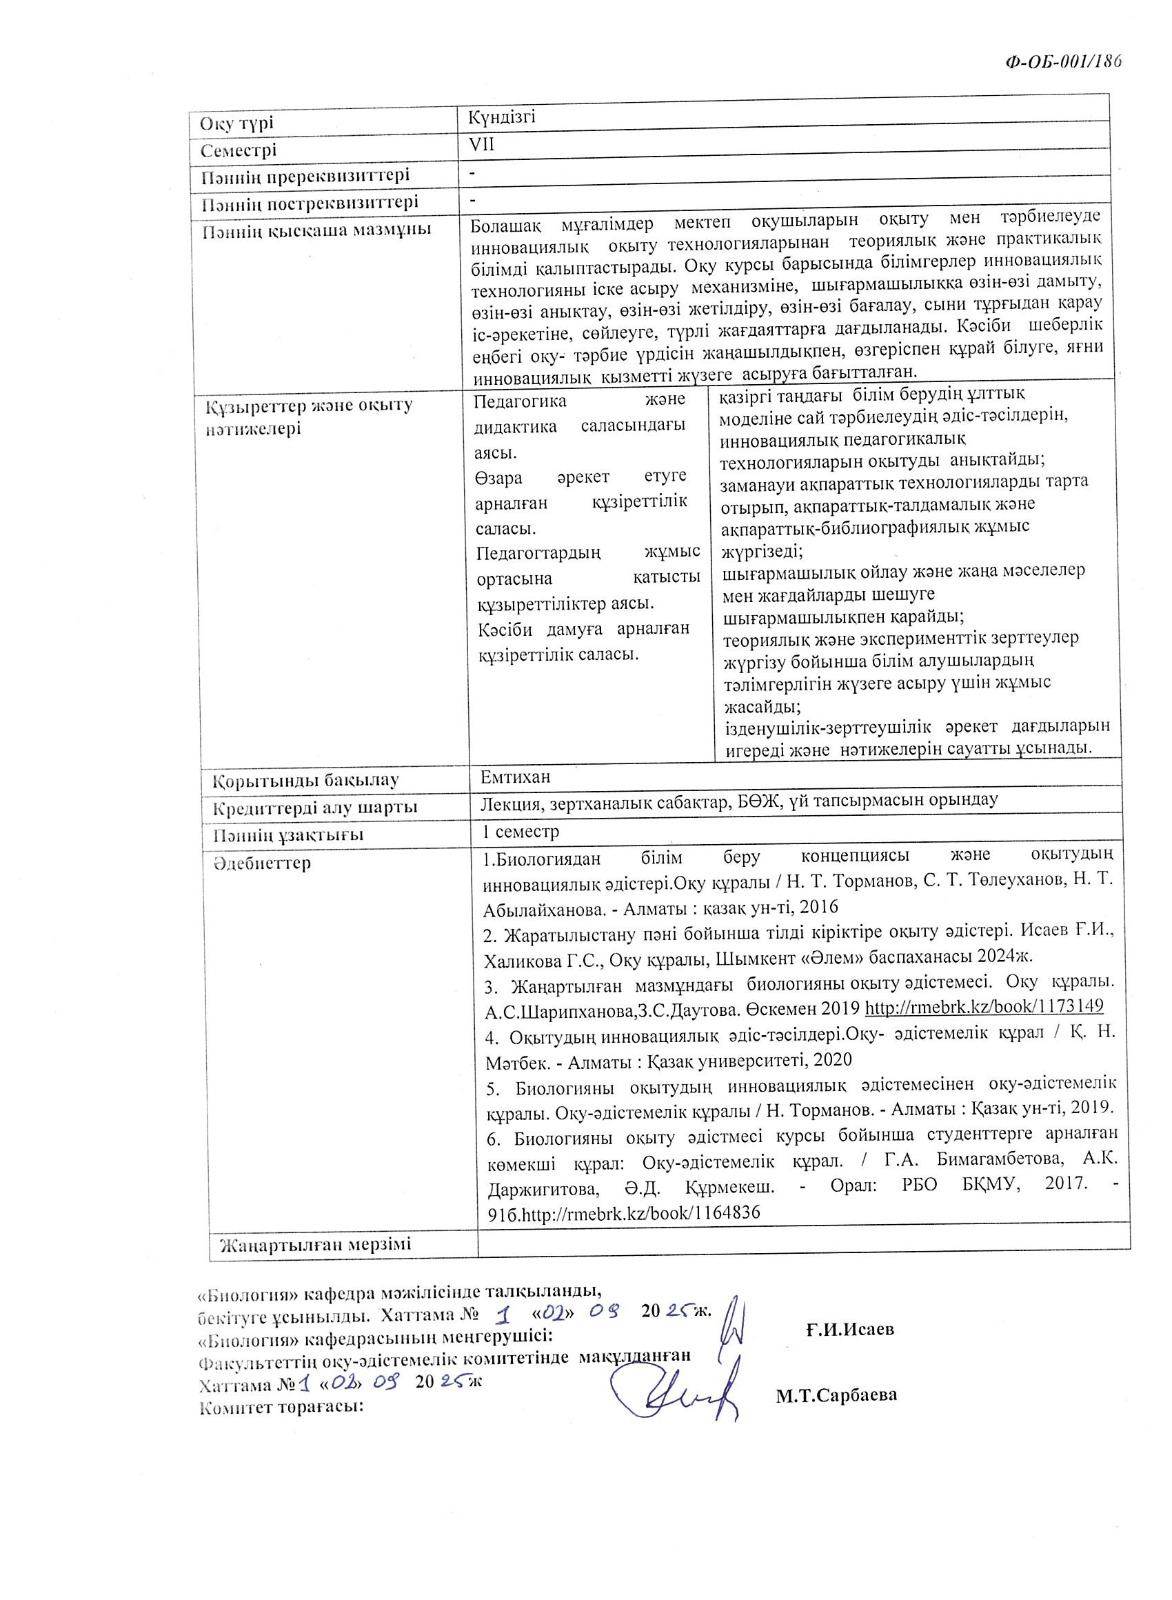 Ф-ОБ-001/186
Оқу түрі
Күндізгі
Семестрі
VII
Пәннің пререквизиттері
-
Пәннің постреквизиттері
-
Пәннің қысқаша мазмұны
Болашақ мұғалімдер мектеп оқушыларын оқыту мен тәрбиелеуде
инновациялық оқыту технологияларынан теориялық және практикалық
білімді қалыптастырады. Оқу курсы барысында білімгерлер инновациялық
технологияны іске асыру механизміне, шығармашылыққа өзін-өзі дамыту,
өзін-өзі анықтау, өзін-өзі жетілдіру, өзін-өзі бағалау, сыни тұрғыдан қарау
іс-әрекетіне, сөйлеуге, түрлі жағдаяттарға дағдыланады. Кәсіби шеберлік
еңбегі оқу- тәрбие үрдісін жаңашылдықпен, өзгеріспен құрай білуге, яғни
инновациялық қызметті жүзеге асыруға бағытталған.
Құзыреттер және оқыту
нәтижелері
Педагогика және
дидактика саласындағы
аясы.
Өзара әрекет етуге
арналған құзіреттілік
саласы.
Педагогтардың жұмыс
ортасына қатысты
құзыреттіліктер аясы.
Кәсіби дамуға арналған
құзіреттілік саласы.
қазіргі таңдағы білім берудің ұлттық
моделіне сай тәрбиелеудің әдіс-тәсілдерін,
инновациялық педагогикалық
технологияларын оқытуды анықтайды;
заманауи ақпараттық технологияларды тарта
отырып, ақпараттық-талдамалық және
ақпараттық-библиографиялық жұмыс
жүргізеді;
шығармашылық ойлау және жаңа мәселелер
мен жағдайларды шешуге
шығармашылықпен қарайды;
теориялық және эксперименттік зерттеулер
жүргізу бойынша білім алушылардың
тәлімгерлігін жүзеге асыру үшін жұмыс
жасайды;
ізденушілік-зерттеушілік әрекет дағдыларын
игереді және нәтижелерін сауатты ұсынады.
Қорытынды бақылау
Емтихан
Кредиттерді алу шарты
Лекция, зертханалық сабақтар, БӨЖ, үй тапсырмасын орындау
Пәннің ұзақтығы
1 семестр
Әдебиеттер
1.Биологиядан білім беру концепциясы және оқытудың
инновациялық әдістері.Оқу құралы / Н. Т. Торманов, С. Т. Төлеуханов, Н. Т.
Абылайханова. - Алматы : қазақ ун-ті, 2016
2. Жаратылыстану пәні бойынша тілді кіріктіре оқыту әдістері. Исаев Ғ.И.,
Халикова Г.С., Оқу құралы, Шымкент «Әлем» баспаханасы 2024ж.
3. Жаңартылған мазмұндағы биологияны оқыту әдістемесі. Оқу құралы.
А.С.Шарипханова,З.С.Даутова. Өскемен 2019 http://rmebrk.kz/book/1173149
4. Оқытудың инновациялық әдіс-тәсілдері.Оқу- әдістемелік құрал / Қ. Н.
Мәтбек. - Алматы : Қазақ университеті, 2020
5. Биологияны оқытудың инновациялық әдістемесінен оқу-әдістемелік
құралы. Оқу-әдістемелік құралы / Н. Торманов. - Алматы : Қазақ ун-ті, 2019.
6. Биологияны оқыту әдістмесі курсы бойынша студенттерге арналған
көмекші құрал: Оқу-әдістемелік құрал. / Г.А. Бимагамбетова, А.К.
Даржигитова, Ә.Д. Құрмекеш. - Орал: РБО БҚМУ, 2017. -
91б.http://rmebrk.kz/book/1164836
Жаңартылған мерзімі
«Биология» кафедра мәжілісінде талқыланды,
бекітуге ұсынылды. Хаттама № 1 «02» 09 2025ж.
«Биология» кафедрасының меңгерушісі:
Ғ.И.Исаев
Факультеттің оқу-әдістемелік комитетінде мақұлданған
Хаттама №1 «02» 09 2025ж
Комитет төрағасы:
М.Т.Сарбаева